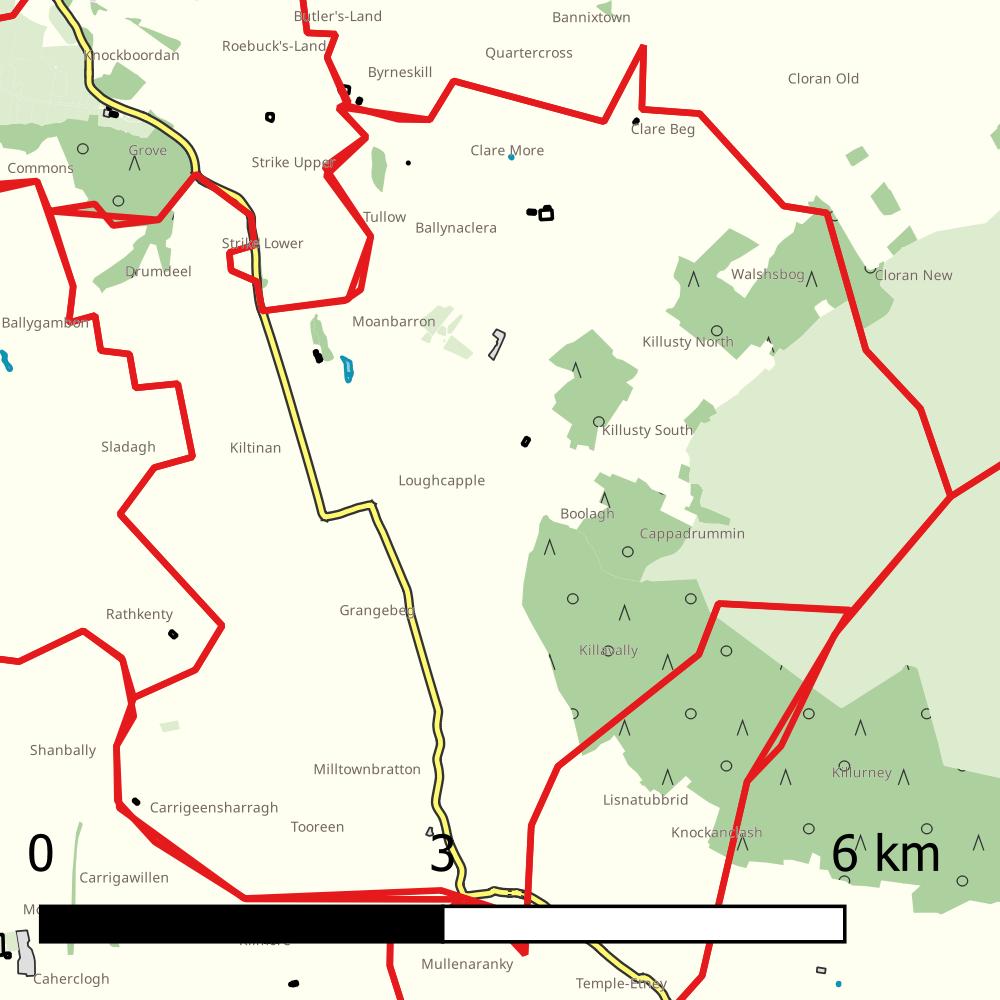 Butler's-Land
Bannixtown
Roebuck's-Land
Knockboordan
Quartercross
Byrneskill
Cloran Old
Clare Beg
Grove
Clare More
Commons
Strike Upper
Tullow
Ballynaclera
Strike Lower
Drumdeel
Walshsbog
Cloran New
Ballygambon
Moanbarron
Killusty North
Killusty South
Sladagh
Kiltinan
Loughcapple
Boolagh
Cappadrummin
Rathkenty
Grangebeg
Killavally
Shanbally
Milltownbratton
Killurney
Carrigeensharragh
Lisnatubbrid
Tooreen
Knockanclash
0 3 6 km
Carrigawillen
Mullenaranky
Caherclogh
Temple-Etney